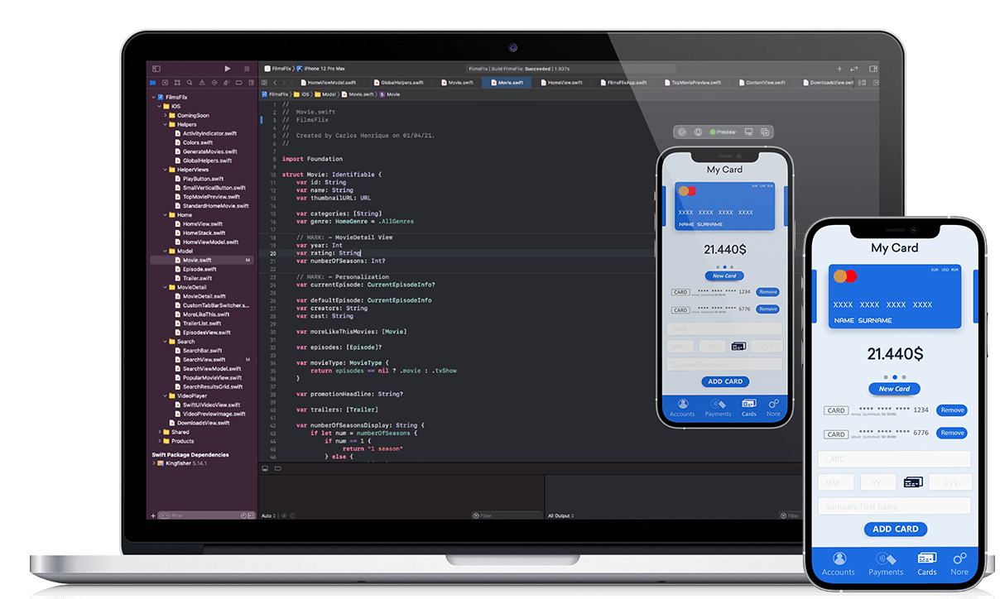 FilmsFlix
iPhone 12 Pro Max
FilmsFlix | Build FilmsFlix: Succeeded | 1.937s
HomeViewModel.swift
GlobalHelpers.swift
Movie.swift
Movie.swift
HomeView.swift
FilmsFlixApp.swift
TopMoviePreview.swift
ContentView.swift
DownloadsView.swif
FilmsFlix
iOS
Model
Movie.swift
Movie
FilmsFlix
iOS
ComingSoon
Helpers
ActivityIndicator.swift
Colors.swift
GenerateMovies.swift
GlobalHelpers.swift
HelperViews
PlayButton.swift
SmallVerticalButton.swift
TopMoviePreview.swift
StandardHomeMovie.swift
Home
HomeView.swift
HomeStack.swift
HomeViewModel.swift
Model
Movie.swift M
Episode.swift
Trailer.swift
MovieDetail
MovieDetail.swift
CustomTabBarSwitcher.s...
MoreLikeThis.swift
TrailerList.swift
EpisodesView.swift
Search
SearchBar.swift
SearchView.swift M
SearchViewModel.swift
PopularMovieView.swift
SearchResultsGrid.swift
VideoPlayer
SwiftUIVideoView.swift
VideoPreviewImage.swift
DownloadsView.swift
Shared
Products
Swift Package Dependencies
Kingfisher 5.14.1
Filter
1 //
2 // Movie.swift
3 // FilmsFlix
4 //
5 // Created by Carlos Henrique on 01/04/21.
6 //
7
8 import Foundation
9
10 struct Movie: Identifiable {
11 var id: String
12 var name: String
13 var thumbnailURL: URL
14
15 var categories: [String]
16 var genre: HomeGenre = .AllGenres
17
18 // MARK: - MovieDetail View
19 var year: Int
20 var rating: String
21 var numberOfSeasons: Int?
22
23 // MARK: - Personalization
24 var currentEpisode: CurrentEpisodeInfo?
25
26 var defaultEpisode: CurrentEpisodeInfo
27 var creators: String
28 var cast: String
29
30 var moreLikeThisMovies: [Movie]
31
32 var episodes: [Episode]?
33
34 var movieType: MovieType {
35 return episodes == nil ? .movie : .tvShow
36 }
37
38 var promotionHeadline: String?
39
40 var trailers: [Trailer]
41
42 var numberOfSeasonsDisplay: String {
43 if let num = numberOfSeasons {
44 if num == 1 {
45 return "1 season"
46 } else {
Auto
Filter
All Output
Filter
Preview
My Card
EUR USD RUR
XXXX XXXX XXXX XXXX
NAME SURNAME
21.440$
New Card
CARD **** **** **** 1234 Remove
CARD **** **** **** 6776 Remove
CARD
MM YY CVV
Surname First name
ADD CARD
Accounts Payments Cards Nore
My Card
EUR USD RUR
XXXX XXXX XXXX XXXX
NAME SURNAME
21.440$
New Card
CARD **** **** **** 1234 Remove
CARD **** **** **** 6776 Remove
CARD
MM YY CVV
Surname First name
ADD CARD
Accounts Payments Cards Nore